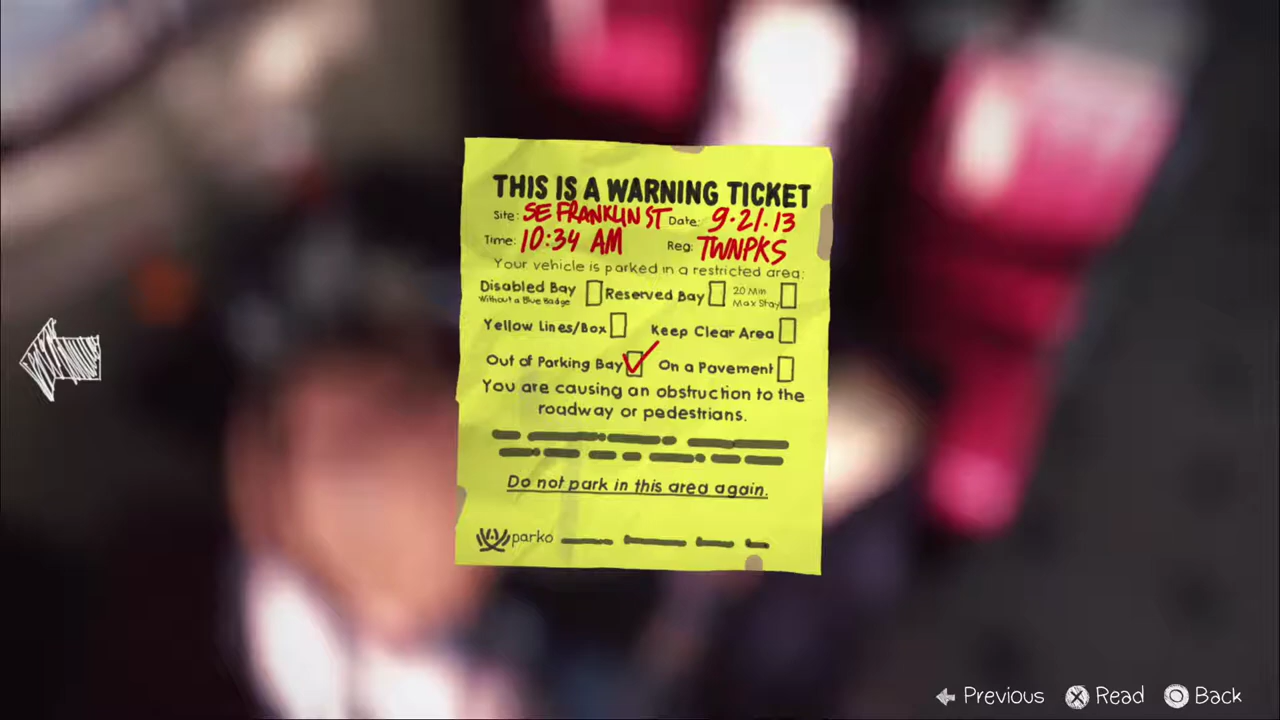 THIS IS A WARNING TICKET
Site: SE FRANKLIN ST Date: 9.21.13
Time: 10:34 AM Reg: TWNPKS
Your vehicle is parked in a restricted area:
Disabled Bay Reserved Bay 20 Min
Without a Blue Badge Max Stay
Yellow Lines/Box Keep Clear Area
Out of Parking Bay On a Pavement
You are causing an obstruction to the
roadway or pedestrians.
Do not park in this area again.
parko
Previous Read Back